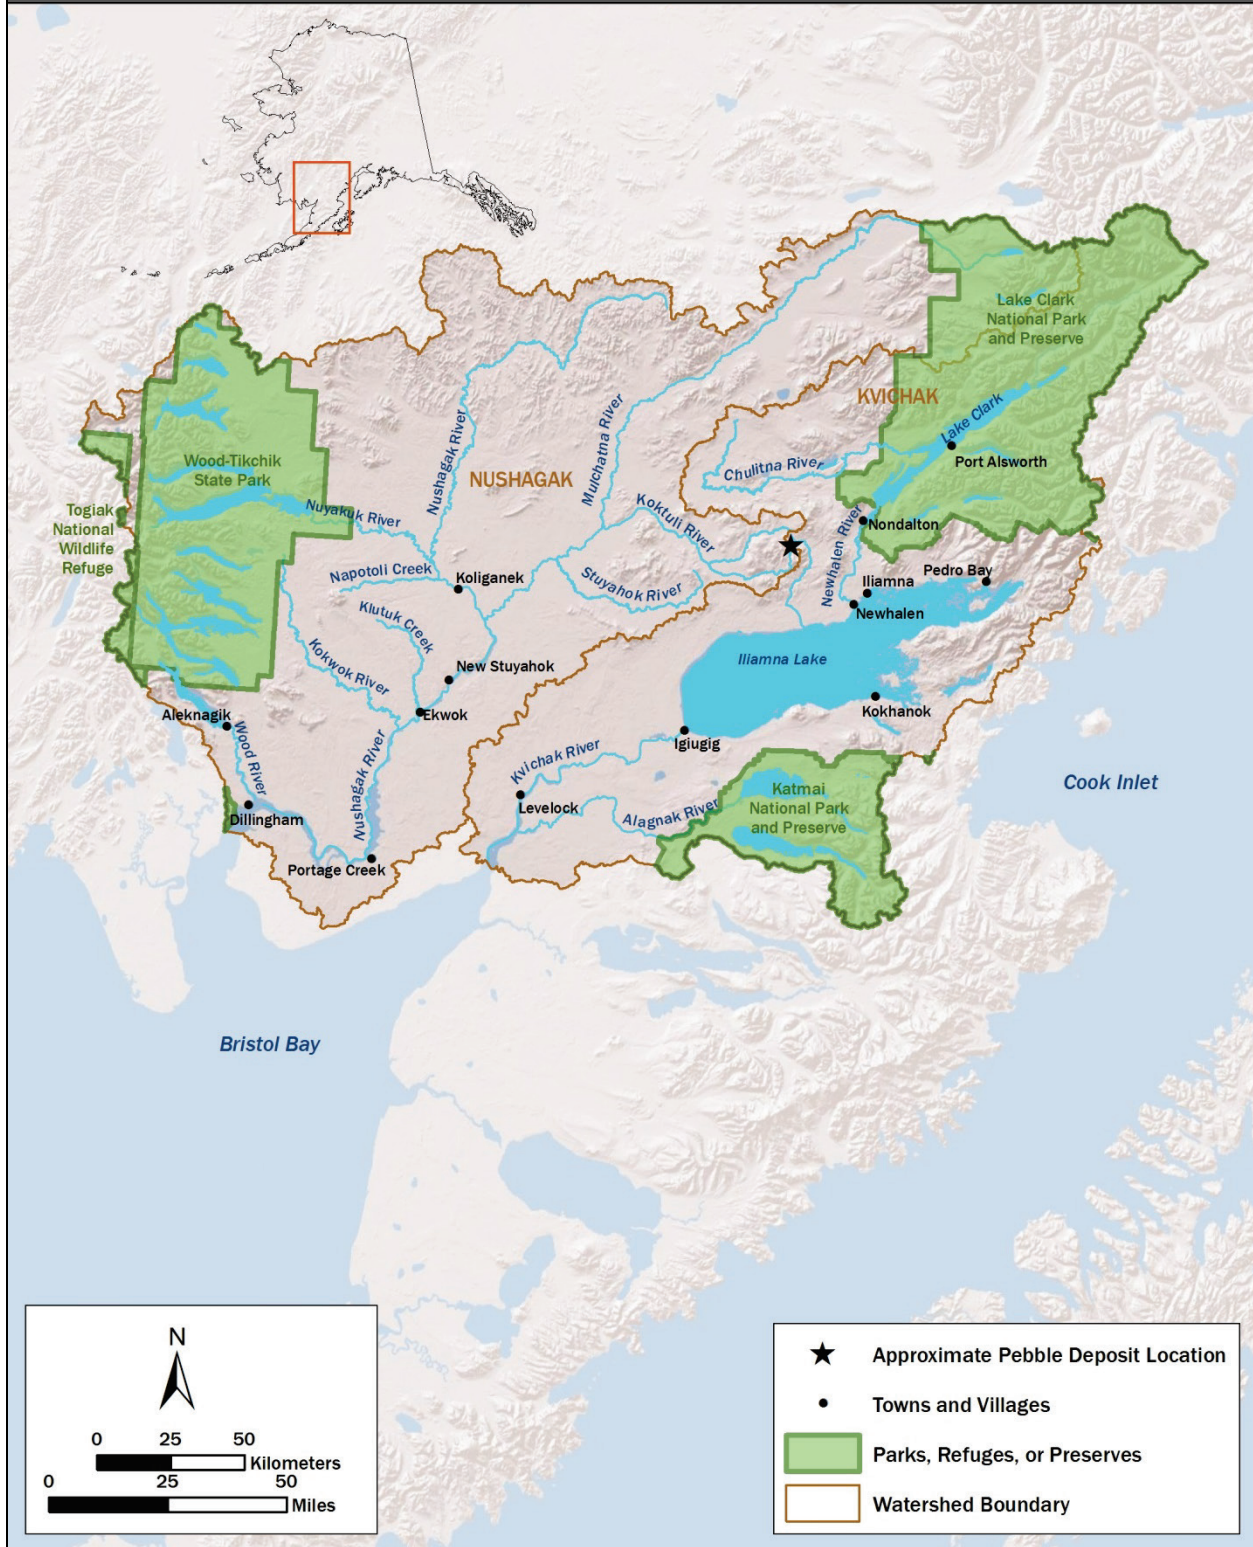 Lake Clark
National Park
and Preserve
KVICHAK
Lake Clark
Port Alsworth
Chulitna River
Mulchatna River
Nushagak River
NUSHAGAK
Wood-Tikchik
State Park
Nuyakuk River
Koktuli River
Togiak
National
Wildlife
Refuge
Nondalton
Newhalen River
Napotoli Creek
Koliganek
Stuyahok River
Iliamna
Pedro Bay
Newhalen
Klutuk Creek
Kokwok River
New Stuyahok
Iliamna Lake
Kokhanok
Ekwok
Aleknagik
Wood River
Igiugig
Nushagak River
Kvichak River
Cook Inlet
Levelock
Alagnak River
Katmai
National Park
and Preserve
Dillingham
Portage Creek
Bristol Bay
N
0 25 50
Kilometers
0 25 50
Miles
Approximate Pebble Deposit Location
Towns and Villages
Parks, Refuges, or Preserves
Watershed Boundary